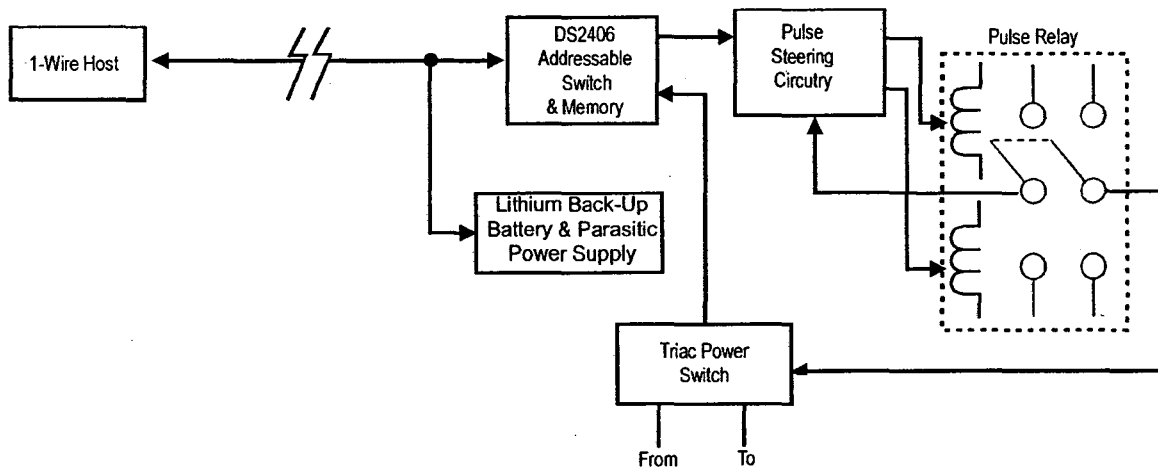 1-Wire Host
DS2406
Addressable
Switch
& Memory
Pulse
Steering
Circutry
Pulse Relay
Lithium Back-Up
Battery & Parasitic
Power Supply
Triac Power
Switch
From
To